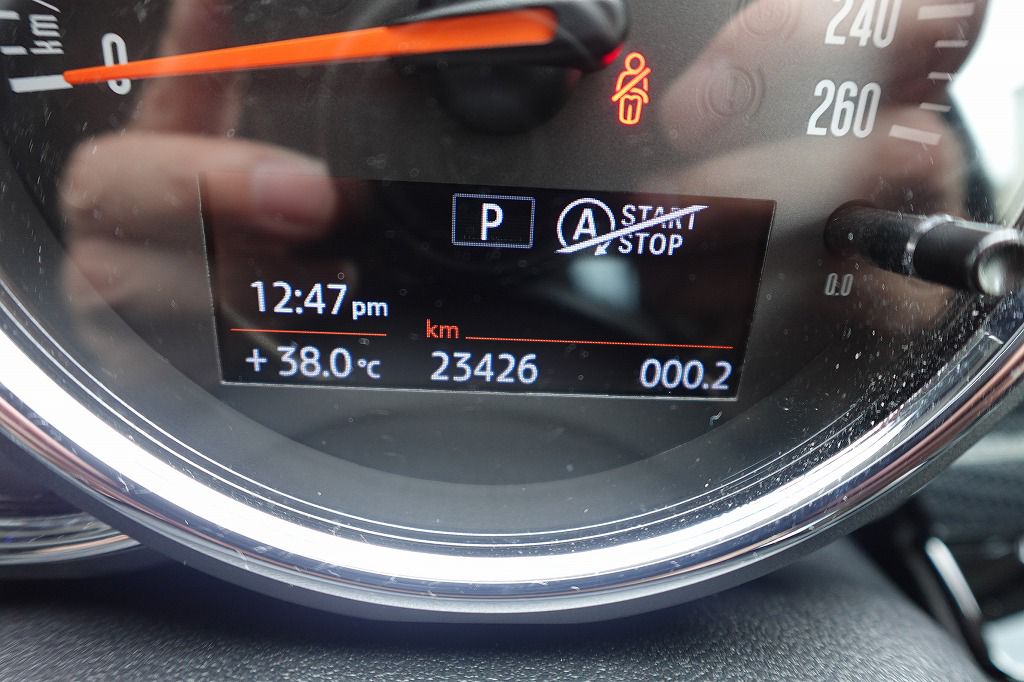 km/
0
240
260
P
A START
STOP
0.0
12:47 pm
km
+ 38.0 °C 23426 000.2